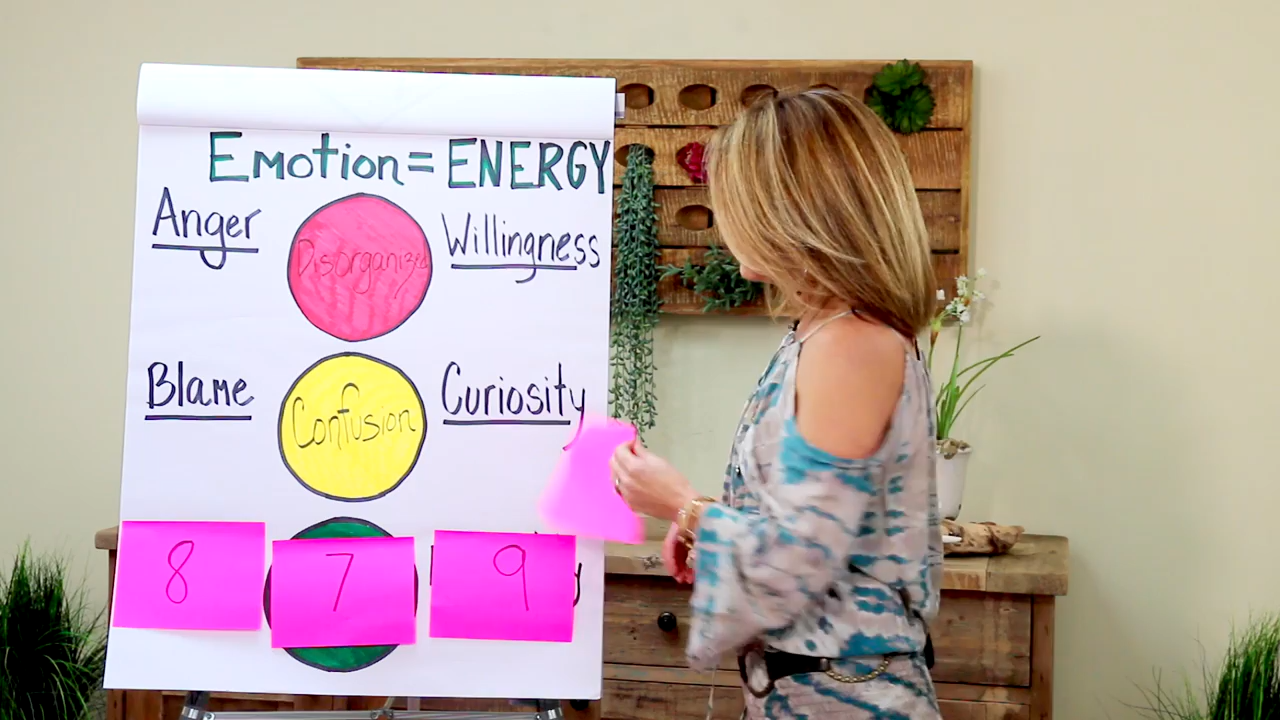 Emotion = ENERGY
Anger
Disorganized
Willingness
Blame
Confusion
Curiosity
8
7
9